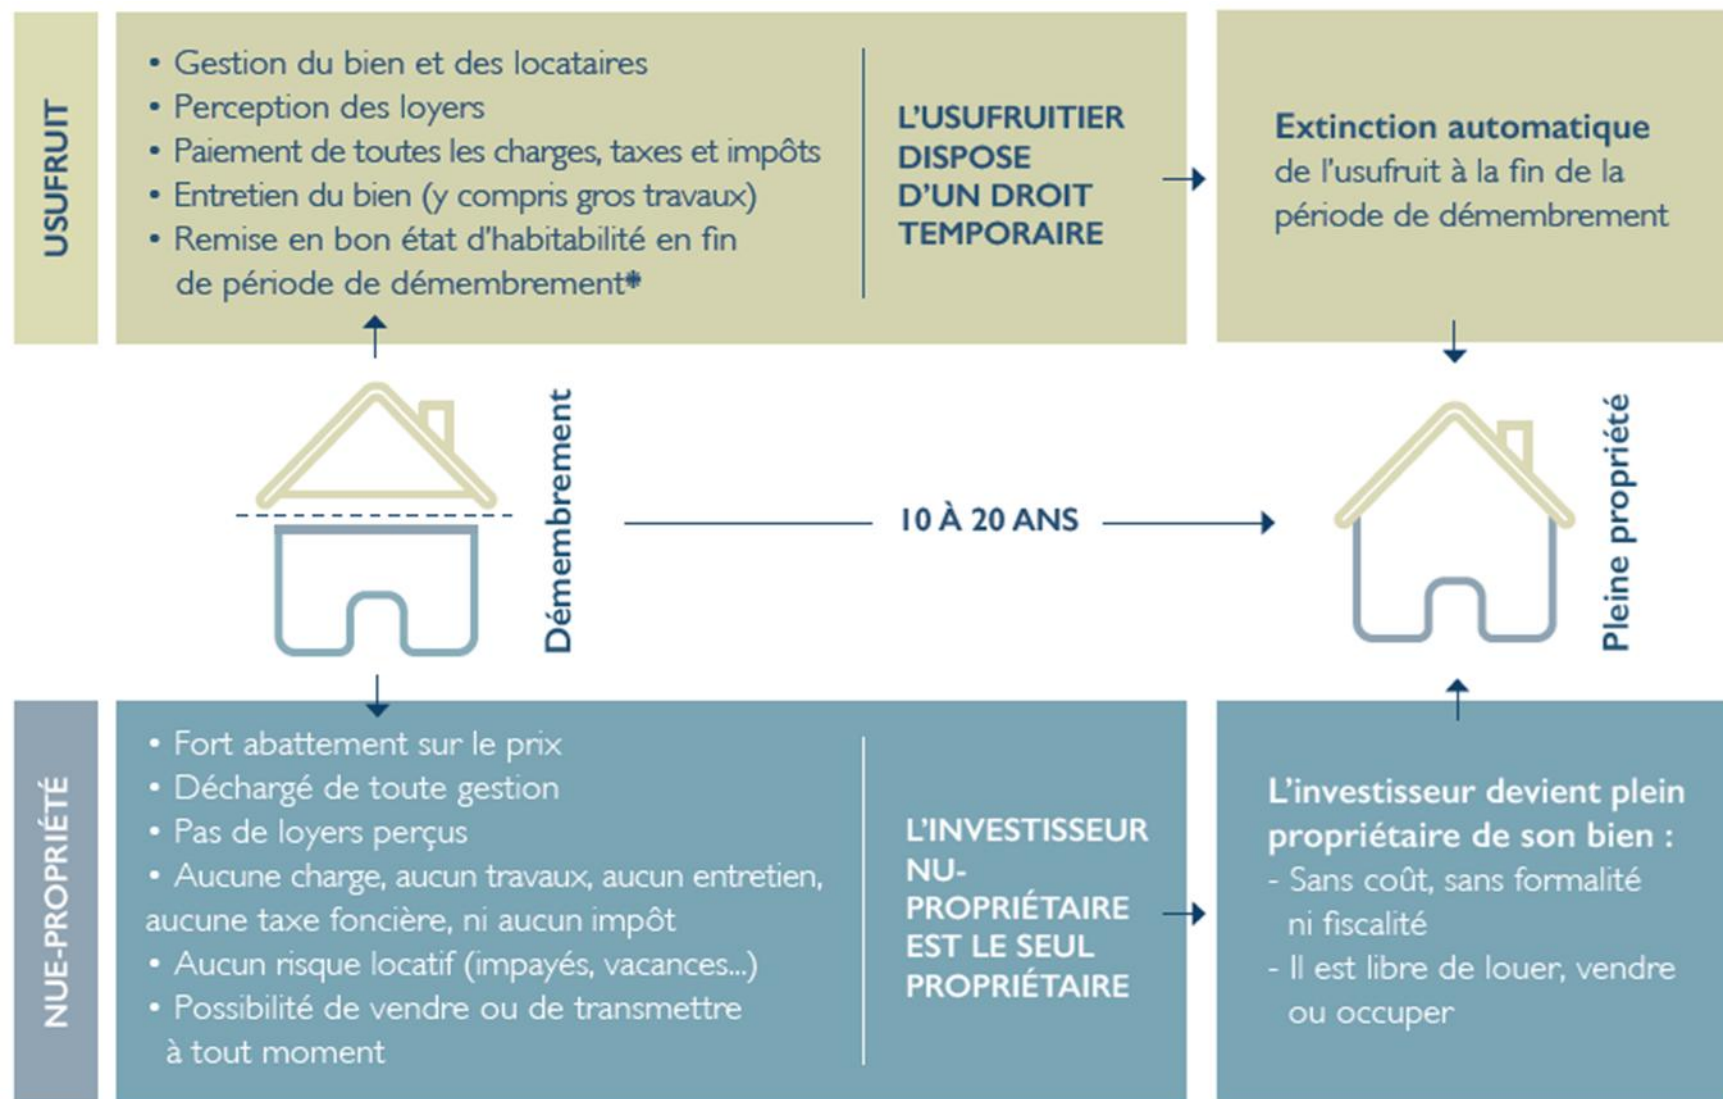 USUFRUIT
• Gestion du bien et des locataires
• Perception des loyers
• Paiement de toutes les charges, taxes et impôts
• Entretien du bien (y compris gros travaux)
• Remise en bon état d'habitabilité en fin
de période de démembrement*
L'USUFRUITIER
DISPOSE
D'UN DROIT
TEMPORAIRE
Extinction automatique
de l'usufruit à la fin de la
période de démembrement
Démembrement
10 À 20 ANS
Pleine propriété
NUE-PROPRIÉTÉ
• Fort abattement sur le prix
• Déchargé de toute gestion
• Pas de loyers perçus
• Aucune charge, aucun travaux, aucun entretien,
aucune taxe foncière, ni aucun impôt
• Aucun risque locatif (impayés, vacances...)
• Possibilité de vendre ou de transmettre
à tout moment
L'INVESTISSEUR
NU-
PROPRIÉTAIRE
EST LE SEUL
PROPRIÉTAIRE
L'investisseur devient plein
propriétaire de son bien :
- Sans coût, sans formalité
ni fiscalité
- Il est libre de louer, vendre
ou occuper